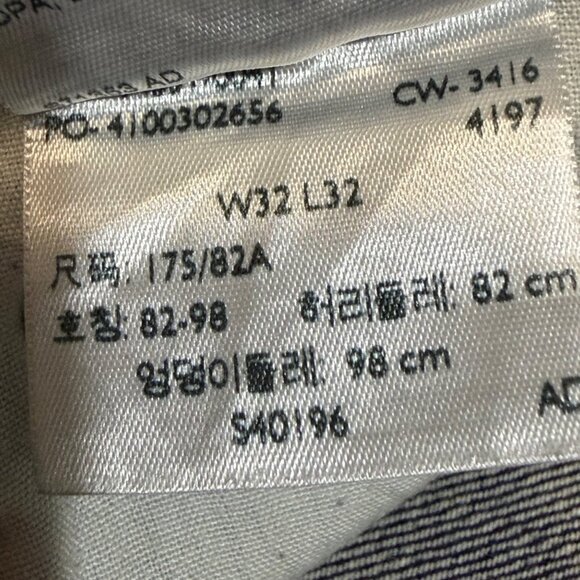 PO- 4100302656
CW- 3416
4197
W32 L32
尺码: 175/82A
호칭: 82-98 허리둘레: 82 cm
엉덩이둘레: 98 cm
S40196
AD